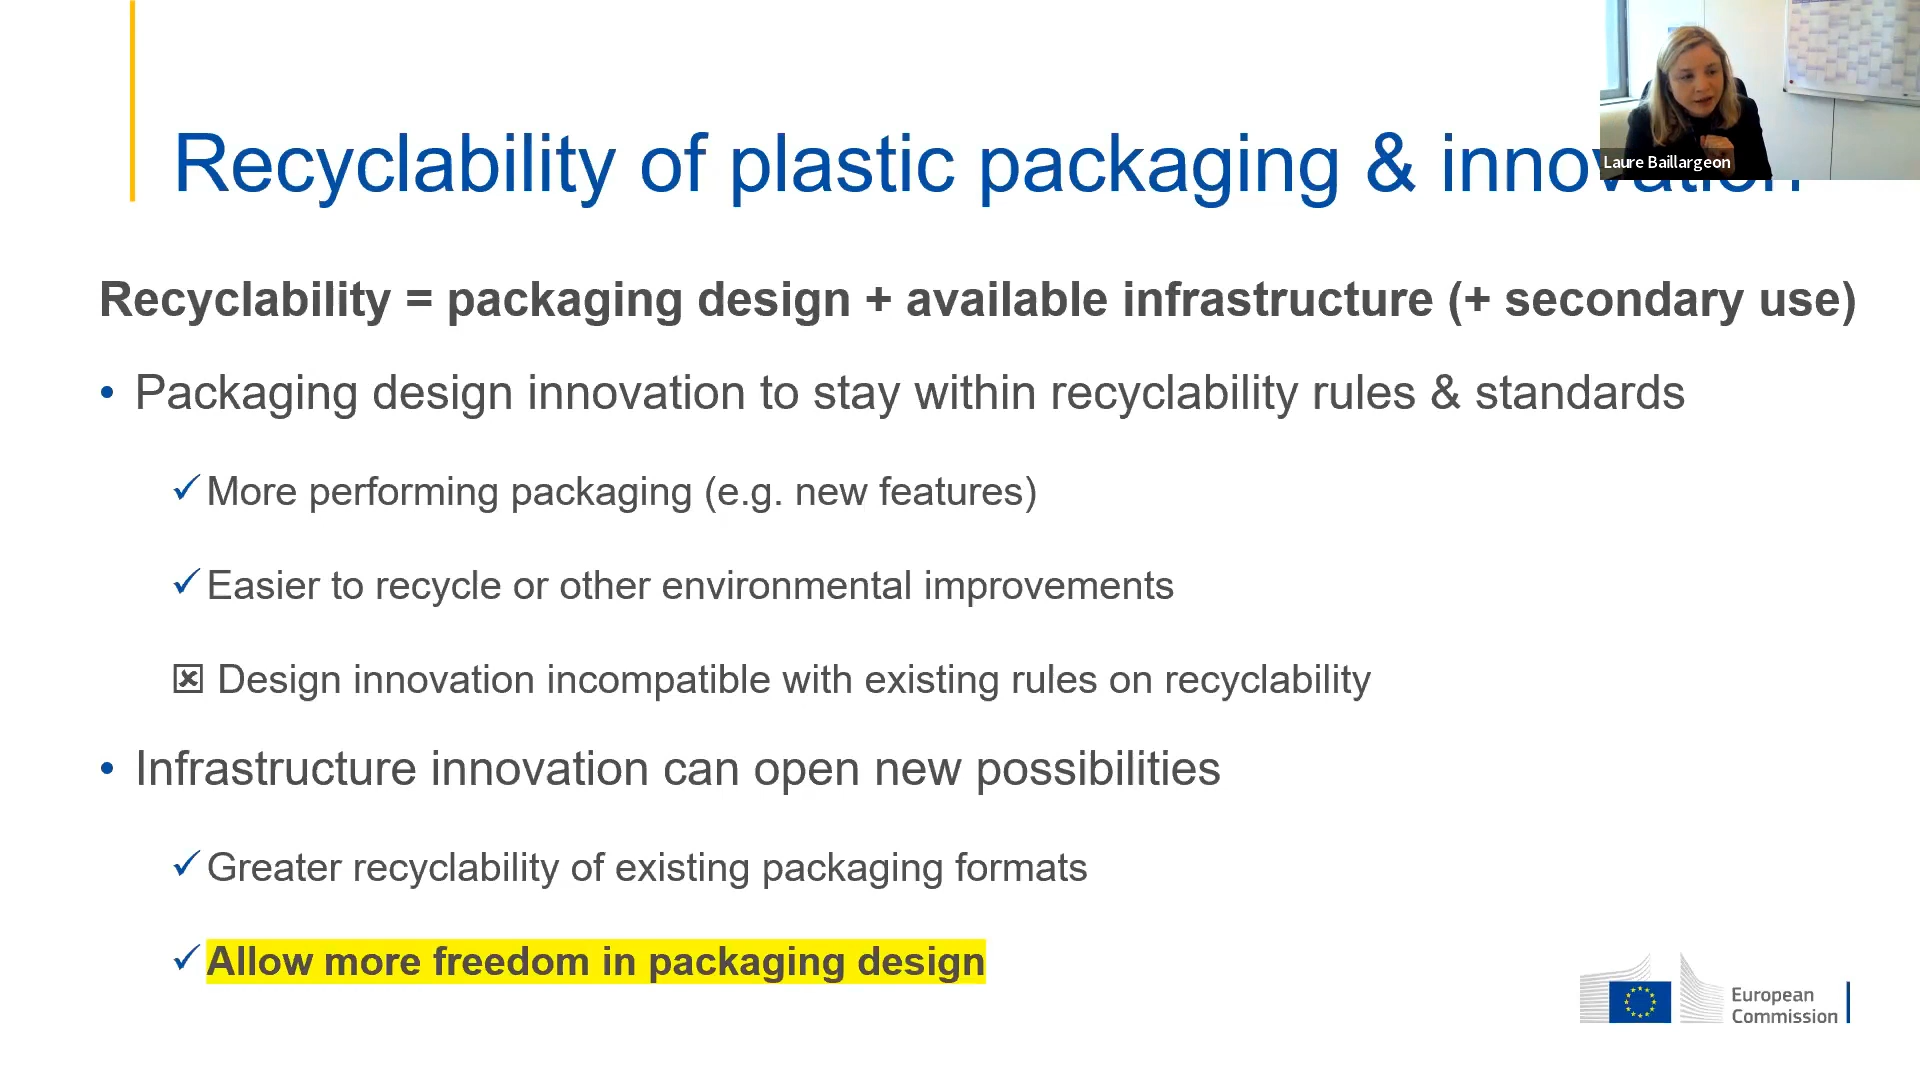 Laure Baillargeon
Recyclability of plastic packaging & innovation
Recyclability = packaging design + available infrastructure (+ secondary use)
• Packaging design innovation to stay within recyclability rules & standards
✓ More performing packaging (e.g. new features)
✓ Easier to recycle or other environmental improvements
☒ Design innovation incompatible with existing rules on recyclability
• Infrastructure innovation can open new possibilities
✓ Greater recyclability of existing packaging formats
✓ Allow more freedom in packaging design
European
Commission